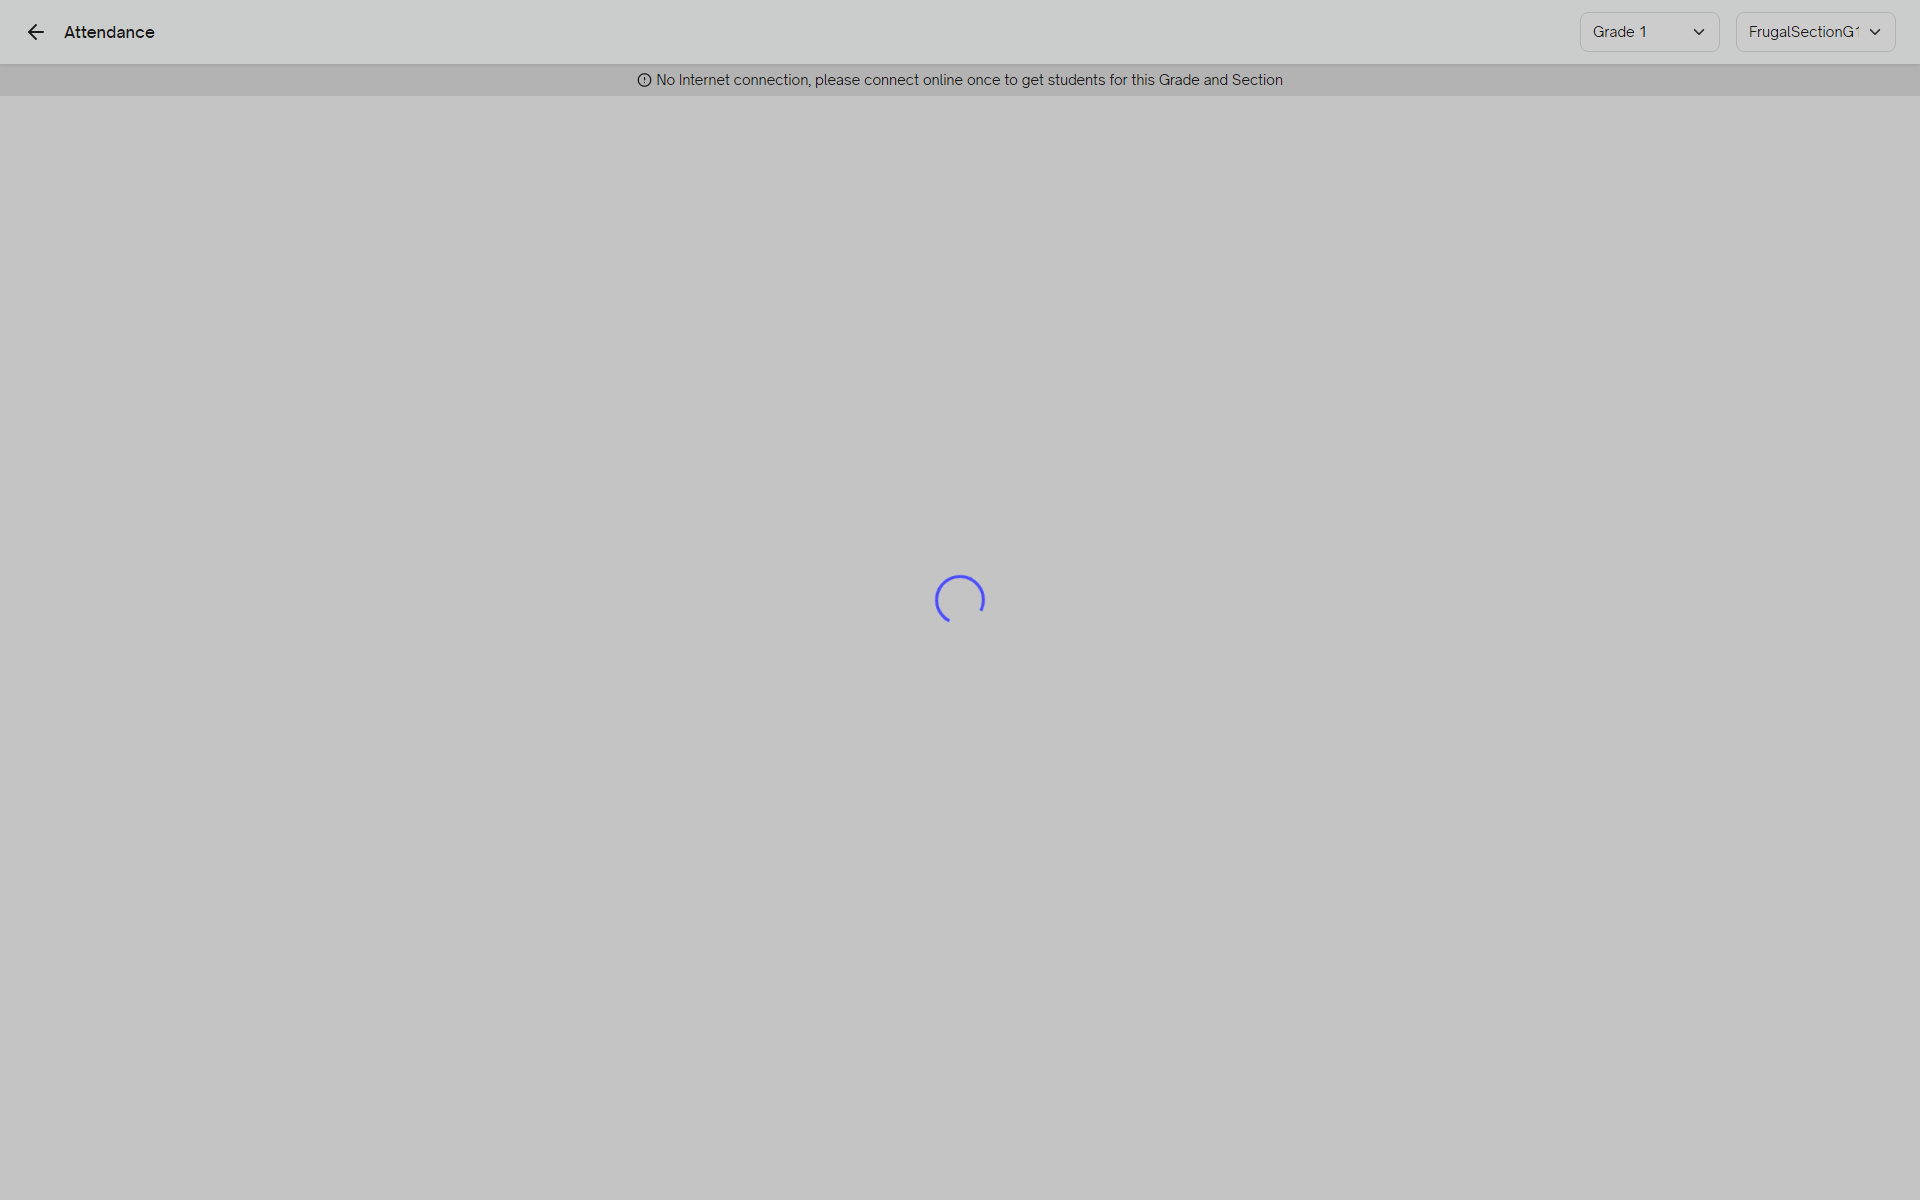 Attendance
Grade 1
FrugalSectionG1
No Internet connection, please connect online once to get students for this Grade and Section